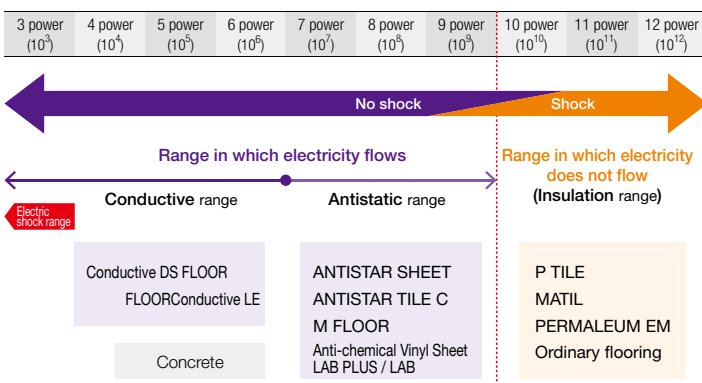 3 power 4 power 5 power 6 power 7 power 8 power 9 power 10 power 11 power 12 power
(10³) (10⁴) (10⁵) (10⁶) (10⁷) (10⁸) (10⁹) (10¹⁰) (10¹¹) (10¹²)
No shock Shock
Range in which electricity flows
Range in which electricity
does not flow
(Insulation range)
Conductive range Antistatic range
Electric
shock range
Conductive DS FLOOR
FLOORConductive LE
Concrete
ANTISTAR SHEET
ANTISTAR TILE C
M FLOOR
Anti-chemical Vinyl Sheet
LAB PLUS / LAB
P TILE
MATIL
PERMALEUM EM
Ordinary flooring